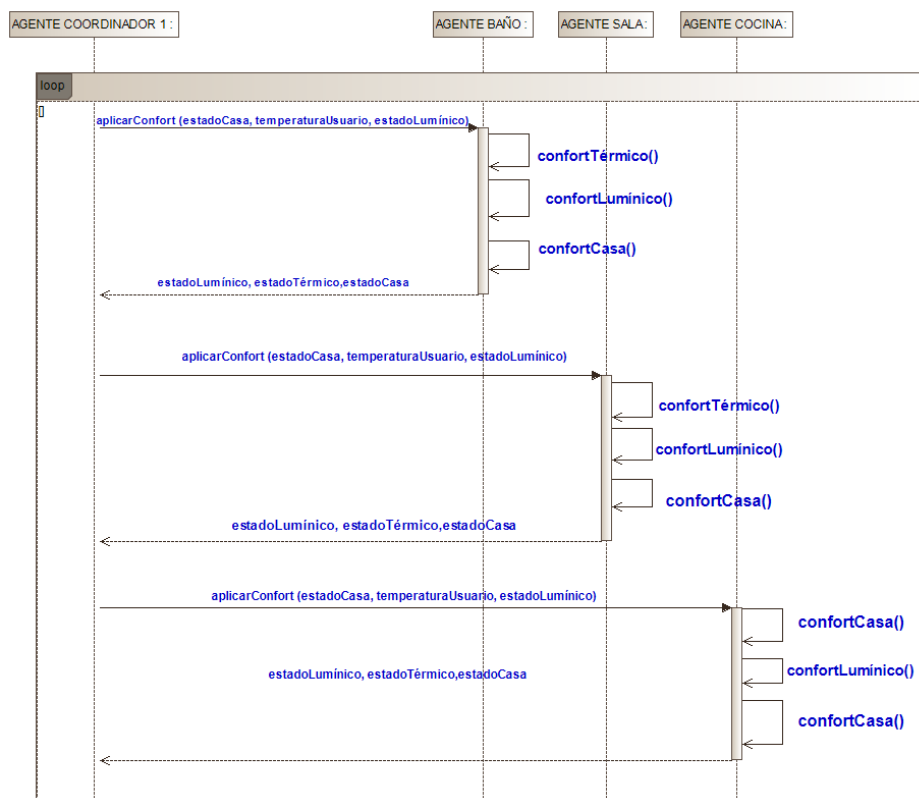 AGENTE COORDINADOR 1 :
AGENTE BAÑO :
AGENTE SALA:
AGENTE COCINA:
loop
[]
aplicarConfort (estadoCasa, temperaturaUsuario, estadoLumínico)
confortTérmico()
confortLumínico()
confortCasa()
estadoLumínico, estadoTérmico,estadoCasa
aplicarConfort (estadoCasa, temperaturaUsuario, estadoLumínico)
confortTérmico()
confortLumínico()
confortCasa()
estadoLumínico, estadoTérmico,estadoCasa
aplicarConfort (estadoCasa, temperaturaUsuario, estadoLumínico)
confortCasa()
confortLumínico()
estadoLumínico, estadoTérmico,estadoCasa
confortCasa()